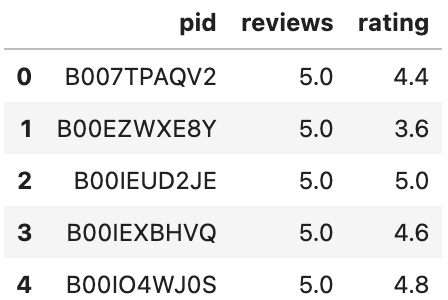 pid reviews rating
0 B007TPAQV2 5.0 4.4
1 B00EZWXE8Y 5.0 3.6
2 B00IEUD2JE 5.0 5.0
3 B00IEXBHVQ 5.0 4.6
4 B00IO4WJ0S 5.0 4.8